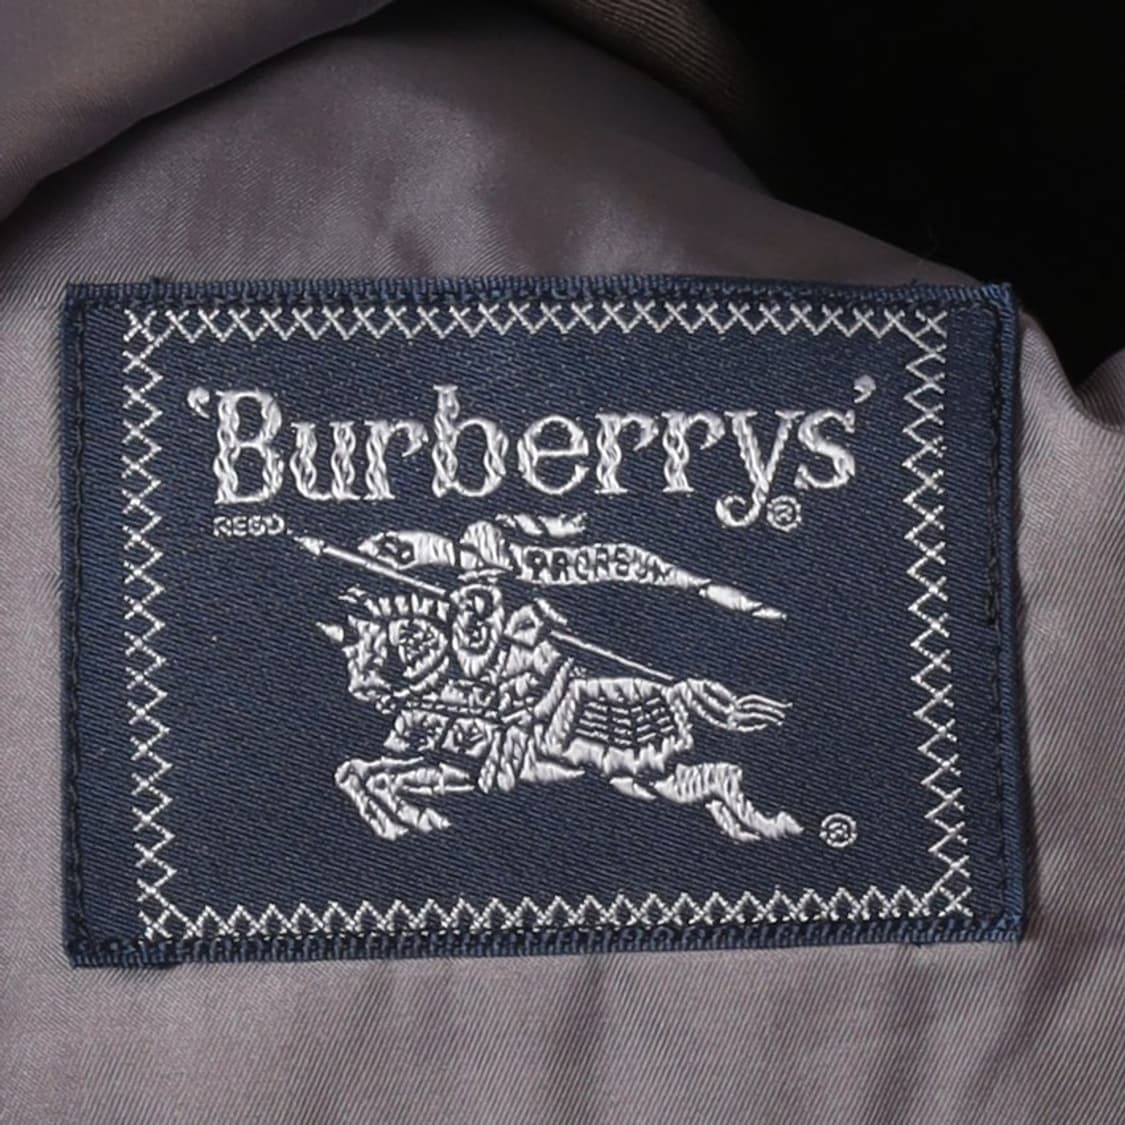 'Burberrys'
®
REGD.
PRORSUM
®